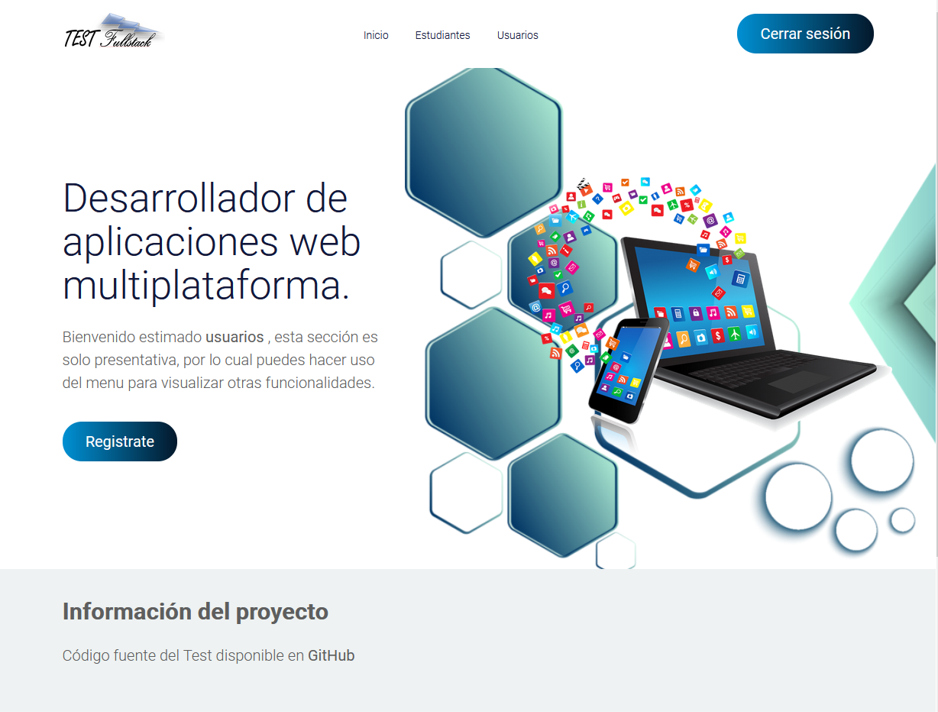 TEST Fullstack
Inicio
Estudiantes
Usuarios
Cerrar sesión
Desarrollador de
aplicaciones web
multiplataforma.
Bienvenido estimado usuarios , esta sección es
solo presentativa, por lo cual puedes hacer uso
del menu para visualizar otras funcionalidades.
Registrate
Información del proyecto
Código fuente del Test disponible en GitHub